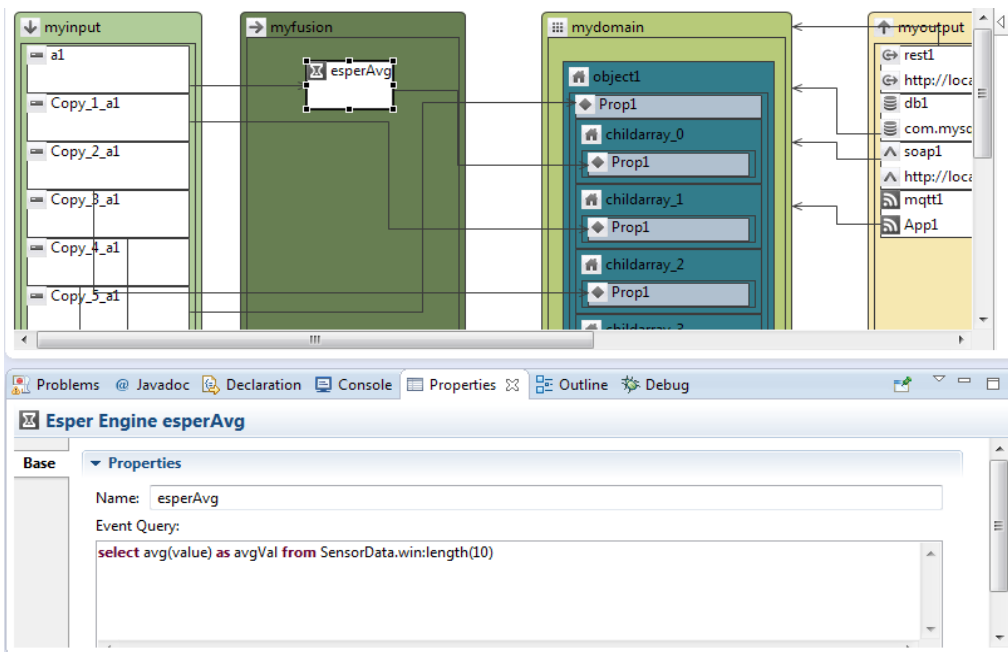 myinput
a1
Copy_1_a1
Copy_2_a1
Copy_3_a1
Copy_4_a1
Copy_5_a1
myfusion
esperAvg
mydomain
object1
Prop1
childarray_0
Prop1
childarray_1
Prop1
childarray_2
Prop1
childarray_3
myoutput
rest1
http://loca
db1
com.mysc
soap1
http://loca
mqtt1
App1
Problems @ Javadoc Declaration Console Properties Outline Debug
Esper Engine esperAvg
Base
Properties
Name: esperAvg
Event Query:
select avg(value) as avgVal from SensorData.win:length(10)